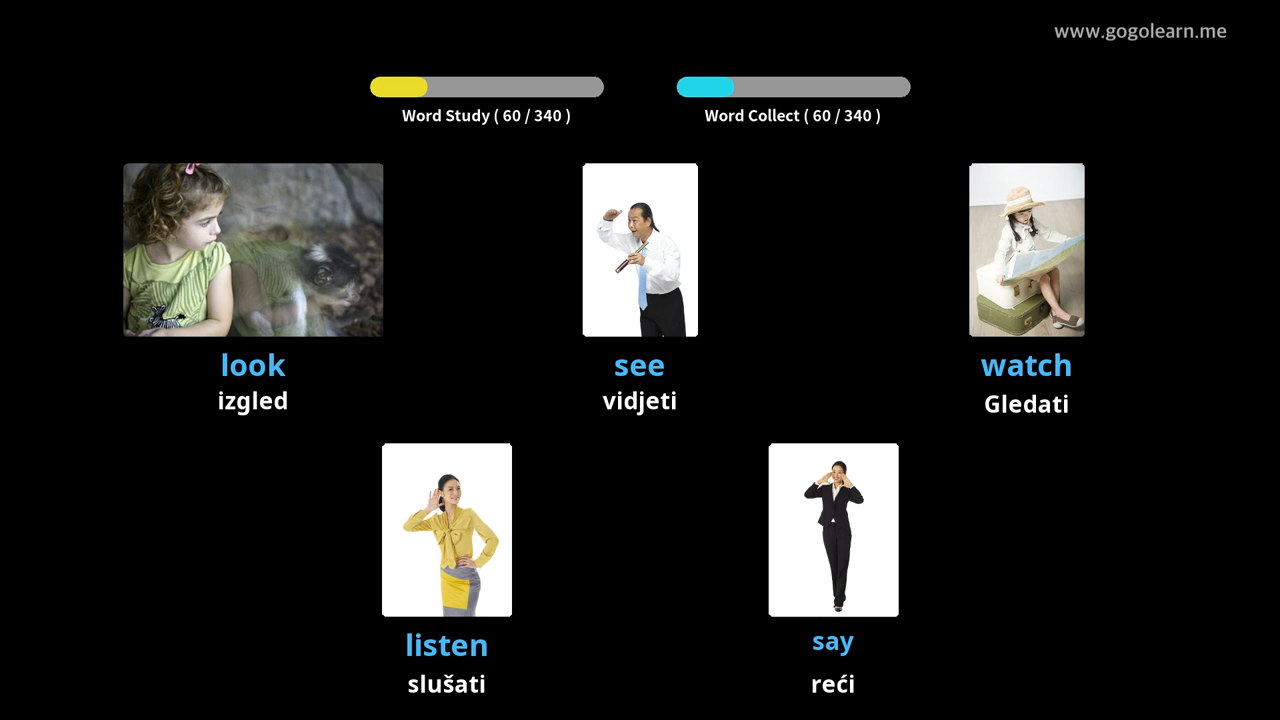 www.gogolearn.me
Word Study ( 60 / 340 )
Word Collect ( 60 / 340 )
look
izgled
see
vidjeti
watch
Gledati
listen
slušati
say
reći